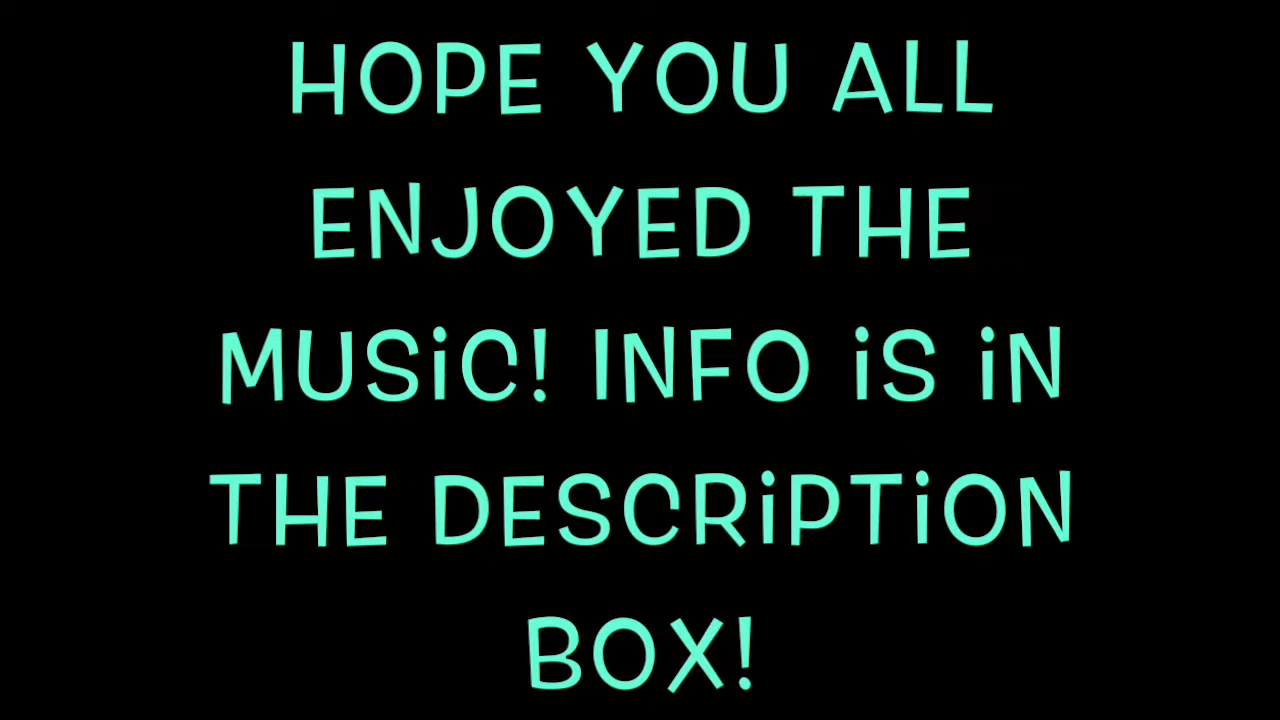 HOPE YOU ALL
ENJOYED THE
MUSiC! INFO iS iN
THE DESCRiPTiON
BOX!